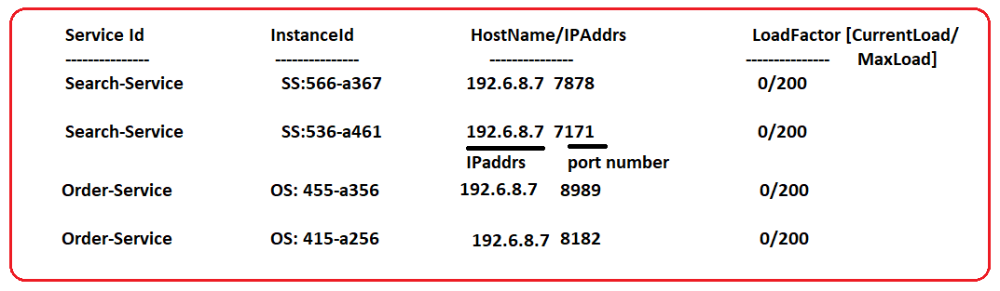 Service Id InstanceId HostName/IPAddrs LoadFactor [CurrentLoad/
--------------- --------------- --------------- --------------- MaxLoad]
Search-Service SS:566-a367 192.6.8.7 7878 0/200
Search-Service SS:536-a461 192.6.8.7 7171 0/200
IPaddrs port number
Order-Service OS: 455-a356 192.6.8.7 8989 0/200
Order-Service OS: 415-a256 192.6.8.7 8182 0/200